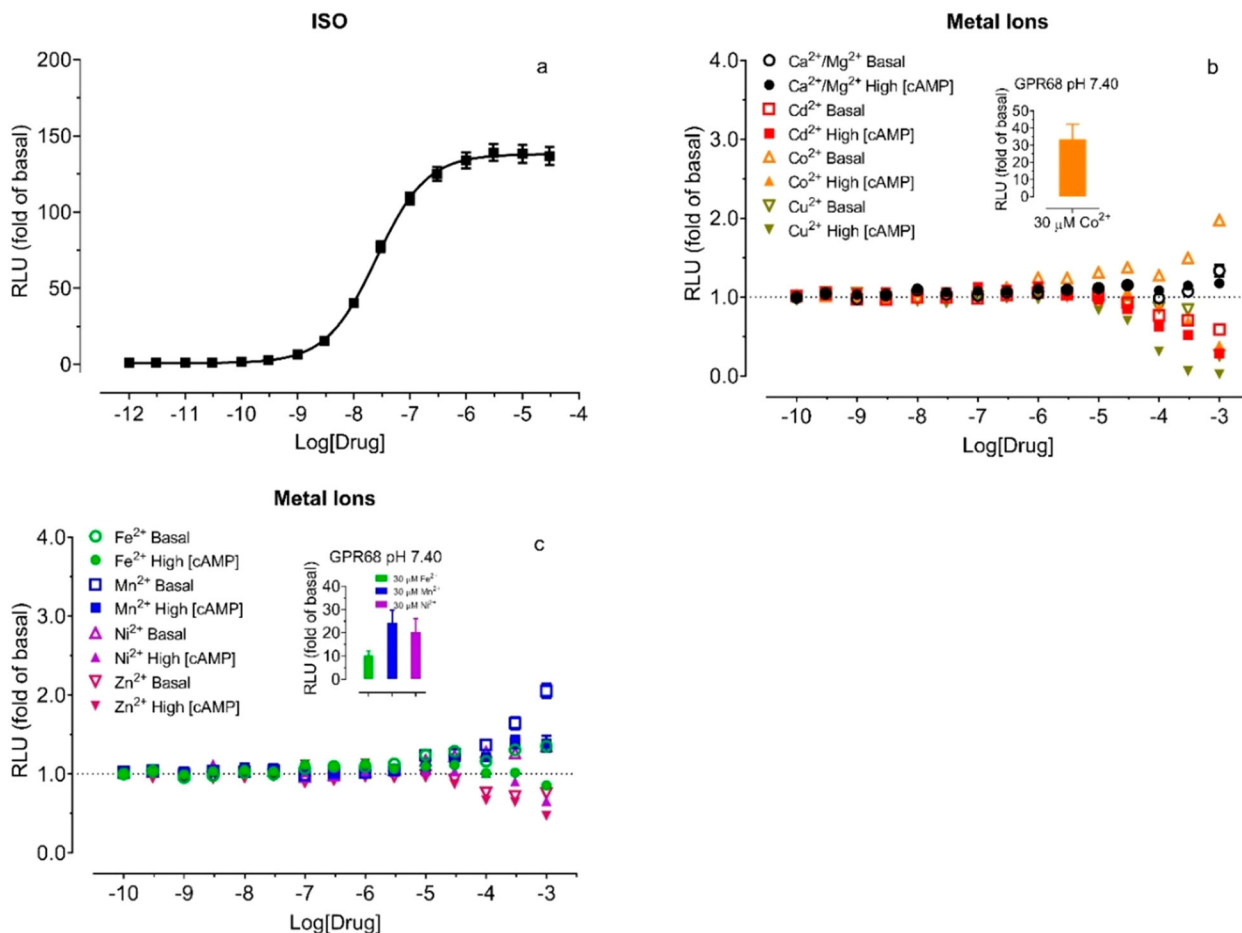 ISO
a
RLU (fold of basal)
200
150
100
50
0
-12 -11 -10 -9 -8 -7 -6 -5 -4
Log[Drug]
Metal Ions
b
RLU (fold of basal)
4.0
3.0
2.0
1.0
0.0
Ca²⁺/Mg²⁺ Basal
Ca²⁺/Mg²⁺ High [cAMP]
Cd²⁺ Basal
Cd²⁺ High [cAMP]
Co²⁺ Basal
Co²⁺ High [cAMP]
Cu²⁺ Basal
Cu²⁺ High [cAMP]
GPR68 pH 7.40
RLU (fold of basal)
50
40
30
20
10
0
30 μM Co²⁺
-10 -9 -8 -7 -6 -5 -4 -3
Log[Drug]
Metal Ions
c
RLU (fold of basal)
4.0
3.0
2.0
1.0
0.0
Fe²⁺ Basal
Fe²⁺ High [cAMP]
Mn²⁺ Basal
Mn²⁺ High [cAMP]
Ni²⁺ Basal
Ni²⁺ High [cAMP]
Zn²⁺ Basal
Zn²⁺ High [cAMP]
GPR68 pH 7.40
RLU (fold of basal)
40
30
20
10
0
30 μM Fe²⁺
30 μM Mn²⁺
30 μM Ni²⁺
-10 -9 -8 -7 -6 -5 -4 -3
Log[Drug]